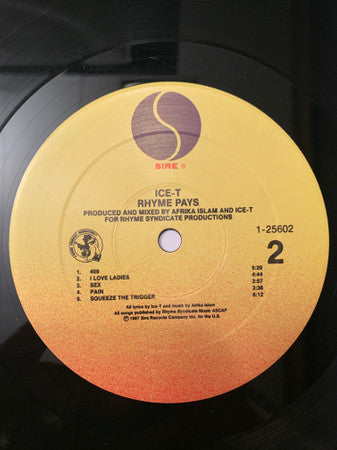 SIRE ®
ICE-T
RHYME PAYS
PRODUCED AND MIXED BY AFRIKA ISLAM AND ICE-T
FOR RHYME SYNDICATE PRODUCTIONS
1-25602
2
1. 409 5:20
2. I LOVE LADIES 4:44
3. SEX 2:57
4. PAIN 3:36
5. SQUEEZE THE TRIGGER 6:12
All lyrics by Ice-T and music by Afrika Islam
All songs published by Rhyme Syndicate Music ASCAP
℗ 1987 Sire Records Company Inc. for the U.S.